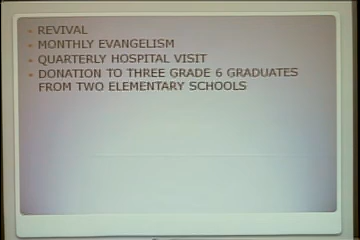 REVIVAL
MONTHLY EVANGELISM
QUARTERLY HOSPITAL VISIT
DONATION TO THREE GRADE 6 GRADUATES
FROM TWO ELEMENTARY SCHOOLS